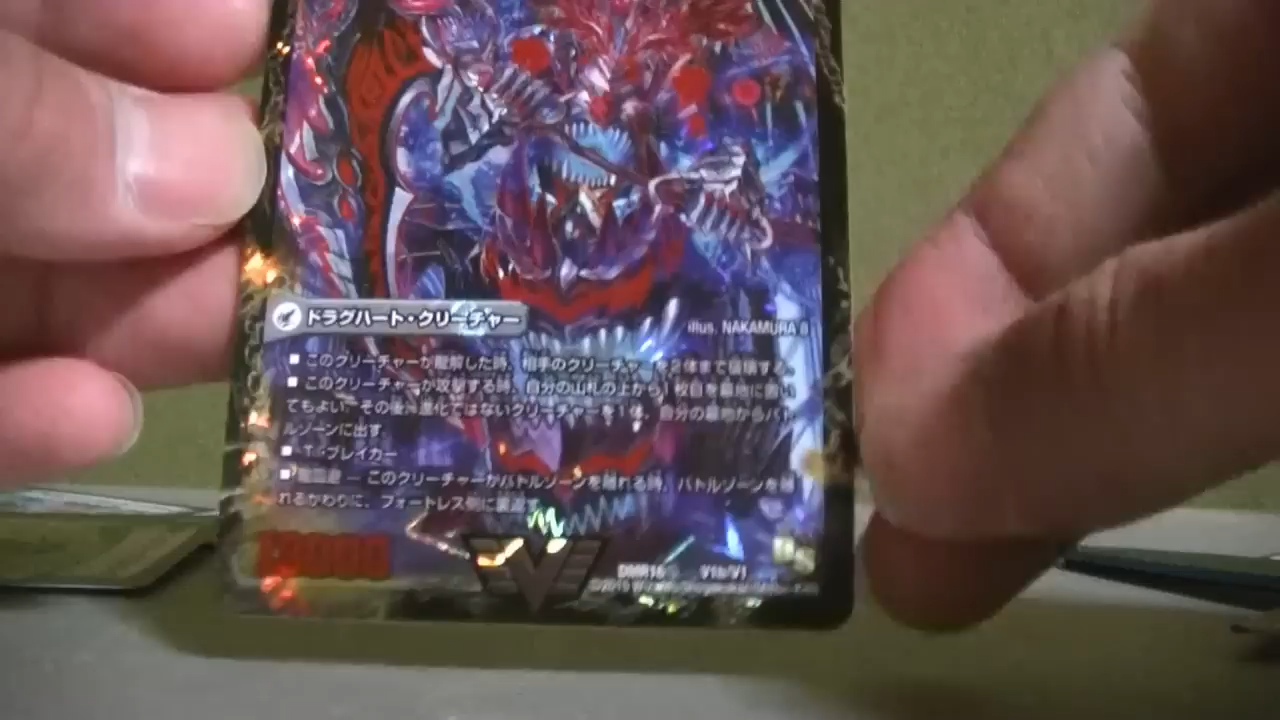 ドラグハート・クリーチャー
illus. NAKAMURA 8
■ このクリーチャーが龍解した時、相手のクリーチャーを2体まで破壊する。
■ このクリーチャーが攻撃する時、自分の山札の上から1枚目を墓地に置い
てもよい。その後、進化ではないクリーチャーを1体、自分の墓地からバト
ルゾーンに出す。
■ T・ブレイカー
■ 龍回避 — このクリーチャーがバトルゾーンを離れる時、バトルゾーンを離
れるかわりに、フォートレス側に裏返す。
V
DMR16 V1b/V1
©2015